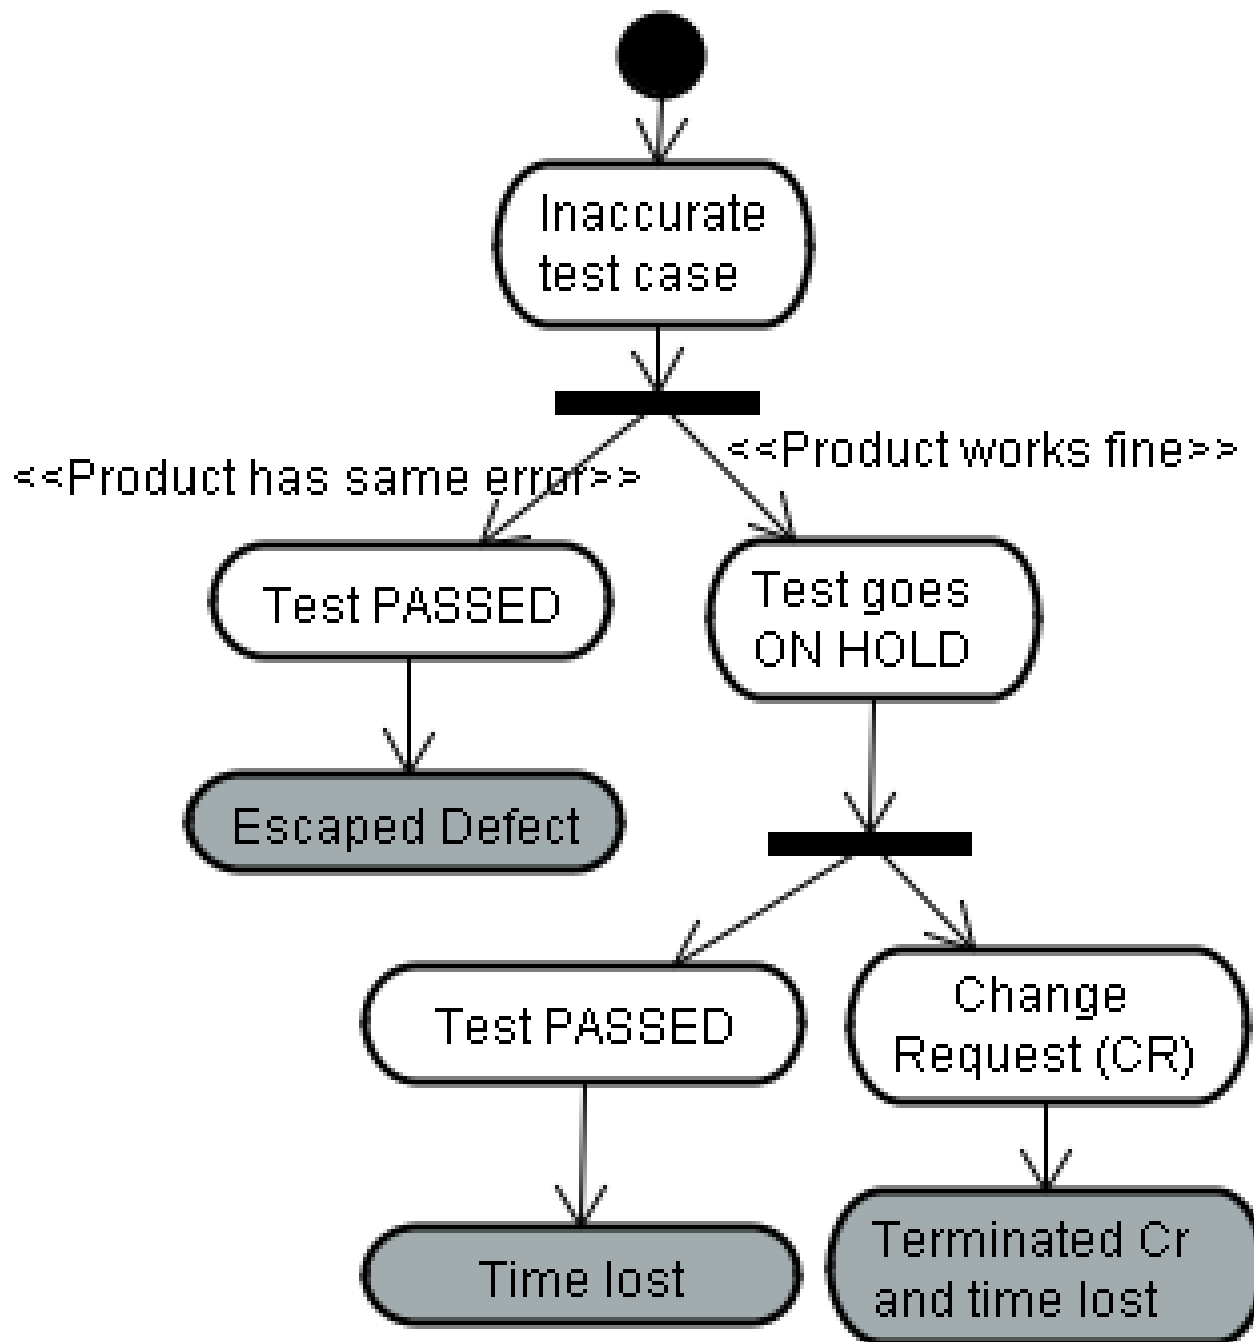 Inaccurate
test case
<<Product has same error>>
<<Product works fine>>
Test PASSED
Test goes
ON HOLD
Escaped Defect
Test PASSED
Change
Request (CR)
Time lost
Terminated Cr
and time lost